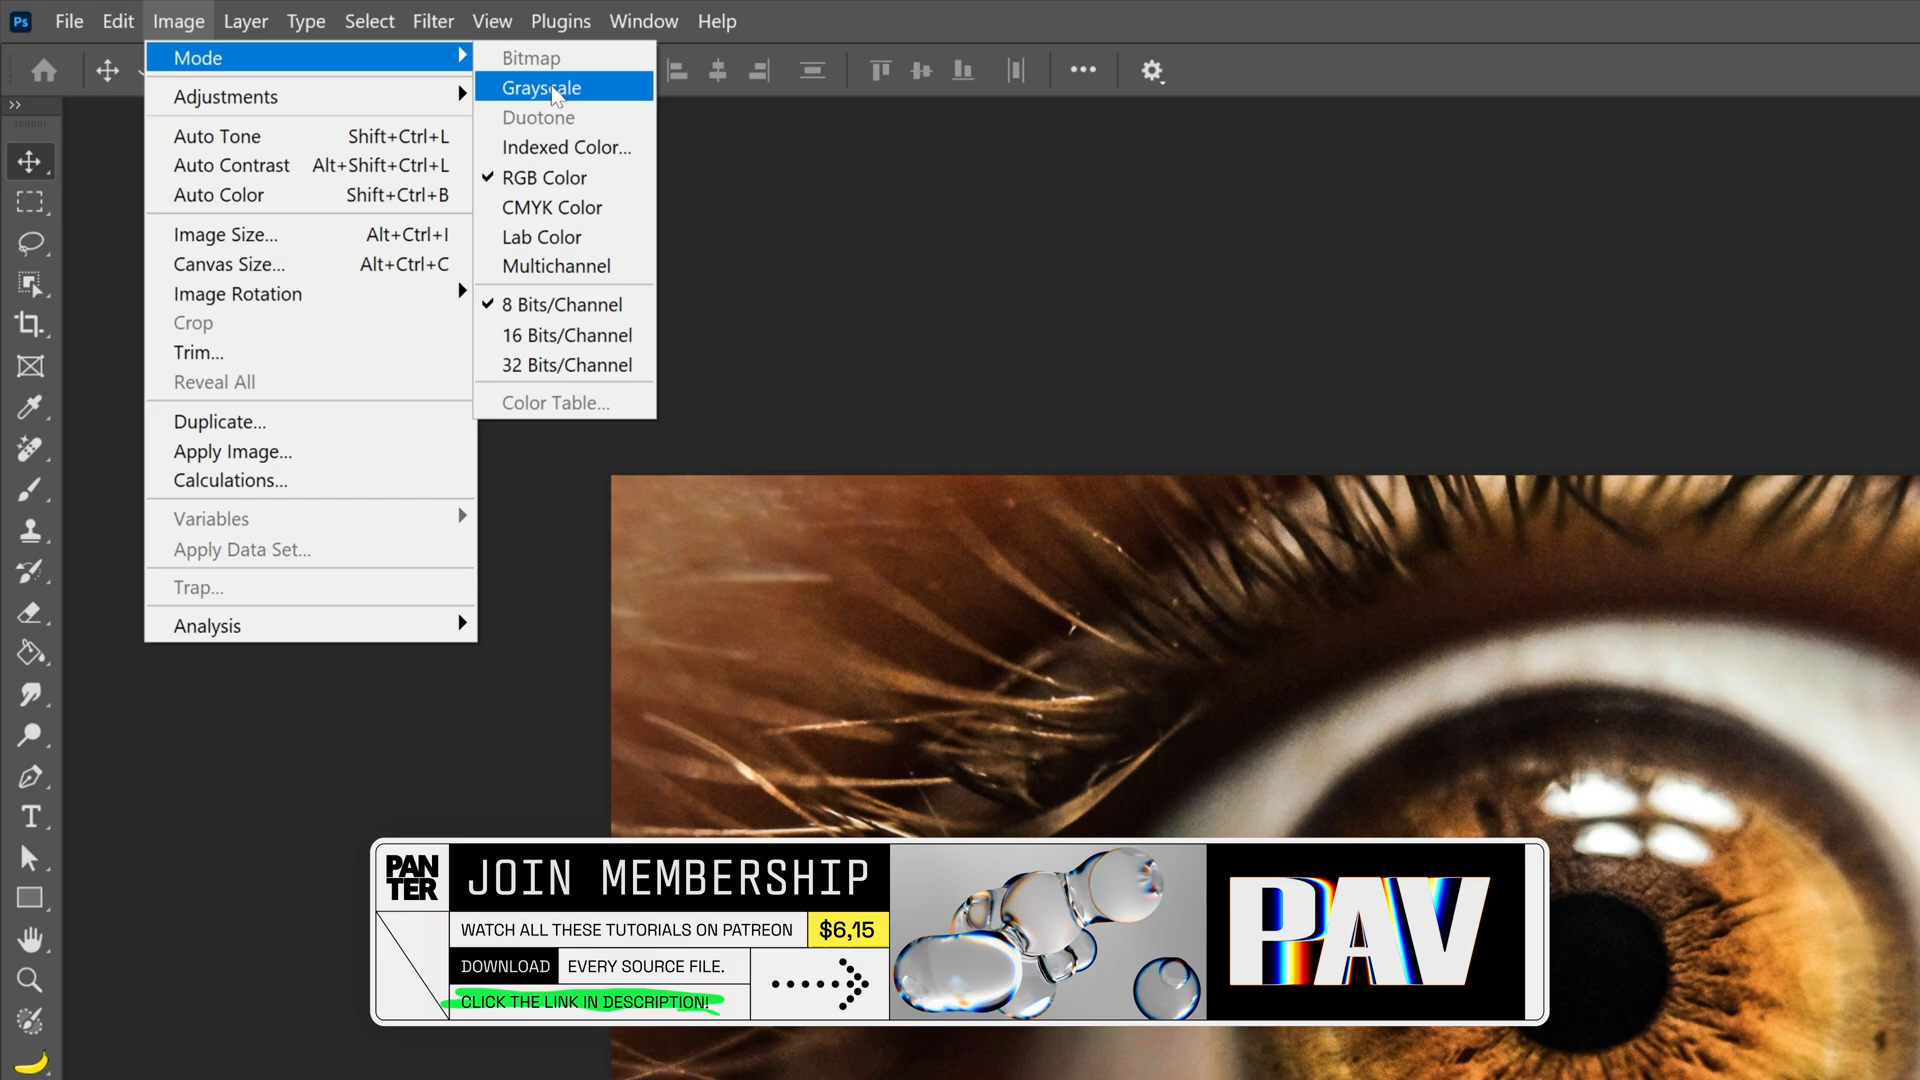 Ps File Edit Image Layer Type Select Filter View Plugins Window Help
Mode
Adjustments
Auto Tone Shift+Ctrl+L
Auto Contrast Alt+Shift+Ctrl+L
Auto Color Shift+Ctrl+B
Image Size... Alt+Ctrl+I
Canvas Size... Alt+Ctrl+C
Image Rotation
Crop
Trim...
Reveal All
Duplicate...
Apply Image...
Calculations...
Variables
Apply Data Set...
Trap...
Analysis
Bitmap
Grayscale
Duotone
Indexed Color...
RGB Color
CMYK Color
Lab Color
Multichannel
8 Bits/Channel
16 Bits/Channel
32 Bits/Channel
Color Table...
PAN
TER
JOIN MEMBERSHIP
WATCH ALL THESE TUTORIALS ON PATREON $6,15
DOWNLOAD EVERY SOURCE FILE.
CLICK THE LINK IN DESCRIPTION!
PAV